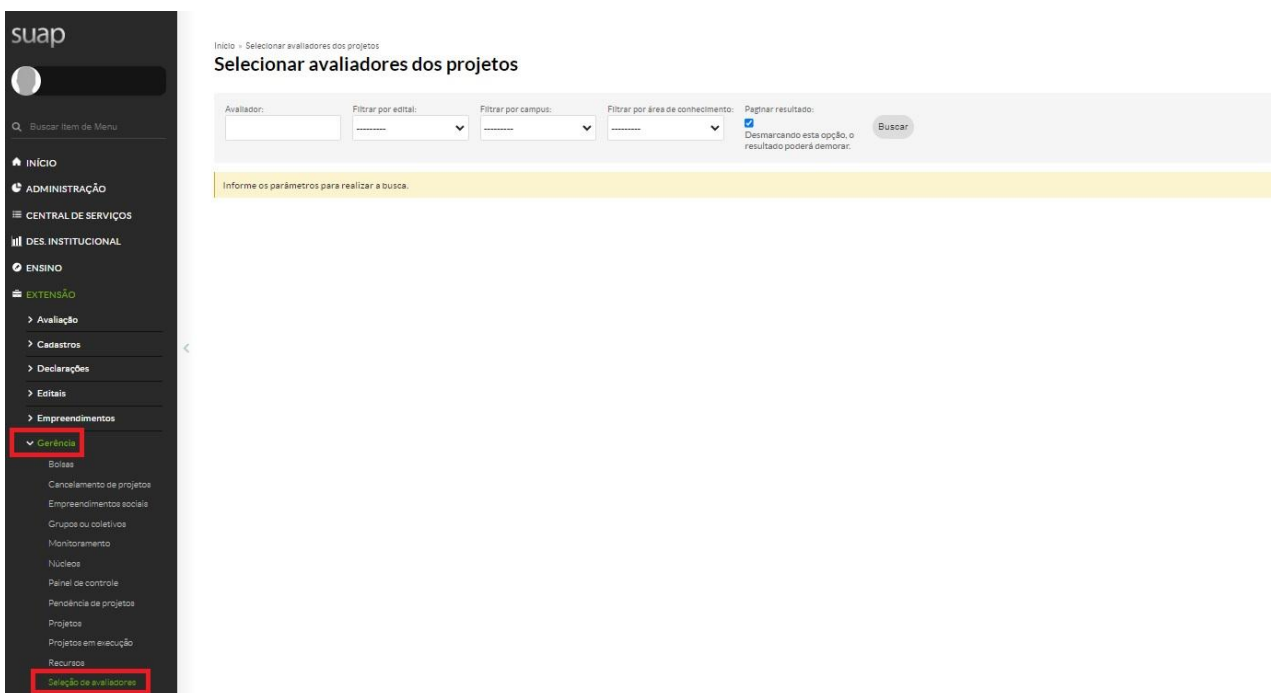 suap
Buscar Item de Menu
INÍCIO
ADMINISTRAÇÃO
CENTRAL DE SERVIÇOS
DES. INSTITUCIONAL
ENSINO
EXTENSÃO
Avaliação
Cadastros
Declarações
Editais
Empreendimentos
Gerência
Bolsas
Cancelamento de projetos
Empreendimentos sociais
Grupos ou coletivos
Monitoramento
Núcleos
Painel de controle
Pendência de projetos
Projetos
Projetos em execução
Recursos
Seleção de avaliadores
Início » Selecionar avaliadores dos projetos
Selecionar avaliadores dos projetos
Avaliador: Filtrar por edital: Filtrar por campus: Filtrar por área de conhecimento: Paginar resultado:
--------- --------- --------- Buscar
Desmarcando esta opção, o
resultado poderá demorar.
Informe os parâmetros para realizar a busca.